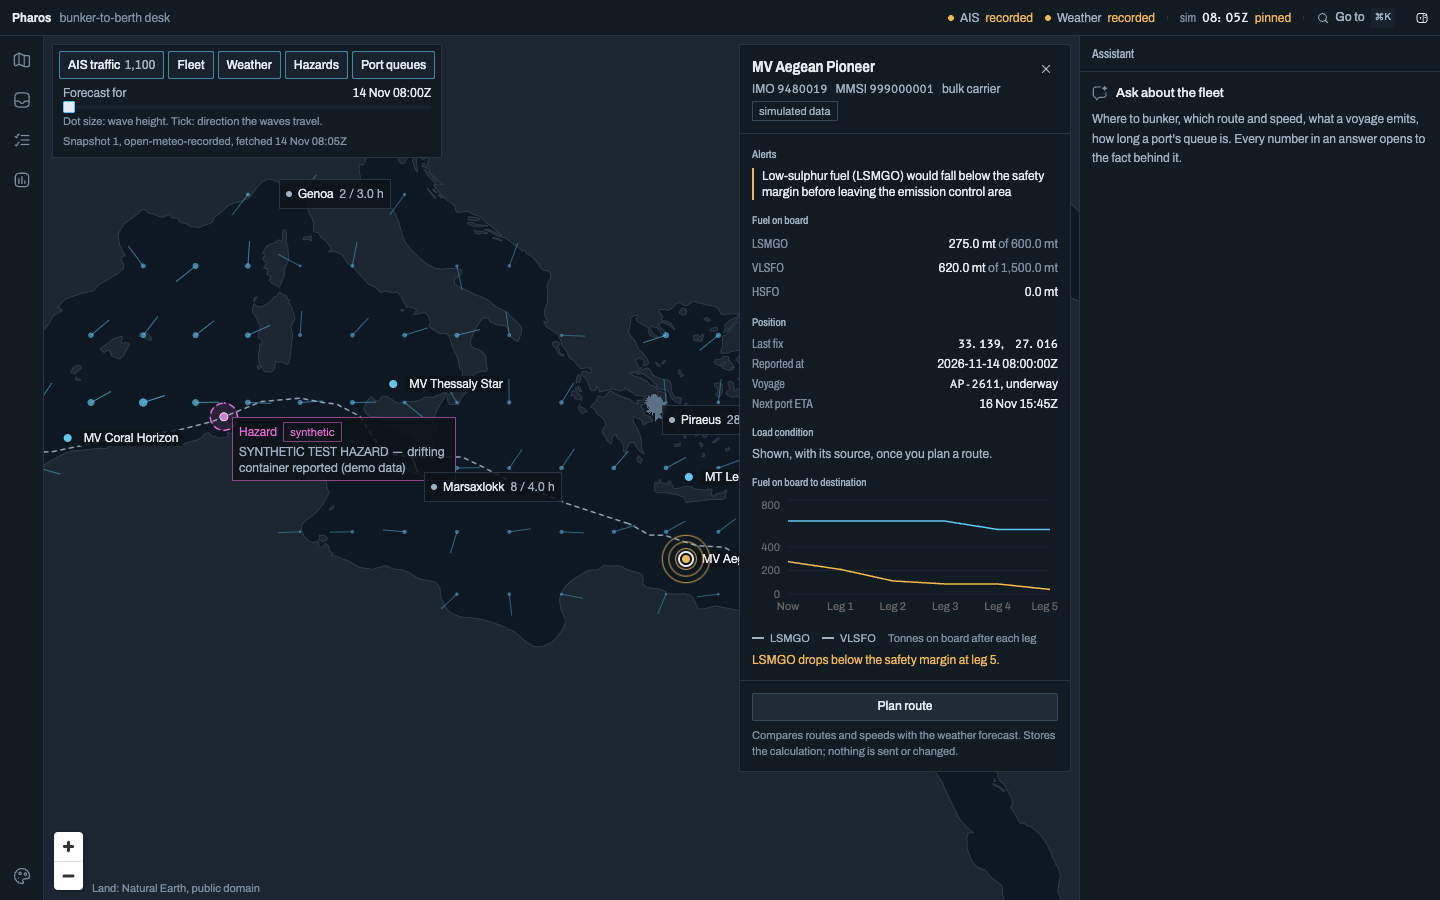 Pharos bunker-to-berth desk
AIS recorded Weather recorded sim 08:05Z pinned Go to ⌘K
AIS traffic 1,100 Fleet Weather Hazards Port queues
Forecast for 14 Nov 08:00Z
Dot size: wave height. Tick: direction the waves travel.
Snapshot 1, open-meteo-recorded, fetched 14 Nov 08:05Z
Genoa 2 / 3.0 h
MV Thessaly Star
MV Coral Horizon
Hazard synthetic
SYNTHETIC TEST HAZARD — drifting
container reported (demo data)
Marsaxlokk 8 / 4.0 h
Piraeus 28
MT Le
MV Aeg
Land: Natural Earth, public domain
MV Aegean Pioneer
IMO 9480019 MMSI 999000001 bulk carrier
simulated data
Alerts
Low-sulphur fuel (LSMGO) would fall below the safety
margin before leaving the emission control area
Fuel on board
LSMGO 275.0 mt of 600.0 mt
VLSFO 620.0 mt of 1,500.0 mt
HSFO 0.0 mt
Position
Last fix 33.139, 27.016
Reported at 2026-11-14 08:00:00Z
Voyage AP-2611, underway
Next port ETA 16 Nov 15:45Z
Load condition
Shown, with its source, once you plan a route.
Fuel on board to destination
800
400
200
0
Now Leg 1 Leg 2 Leg 3 Leg 4 Leg 5
LSMGO VLSFO Tonnes on board after each leg
LSMGO drops below the safety margin at leg 5.
Plan route
Compares routes and speeds with the weather forecast. Stores
the calculation; nothing is sent or changed.
Assistant
Ask about the fleet
Where to bunker, which route and speed, what a voyage emits,
how long a port's queue is. Every number in an answer opens to
the fact behind it.